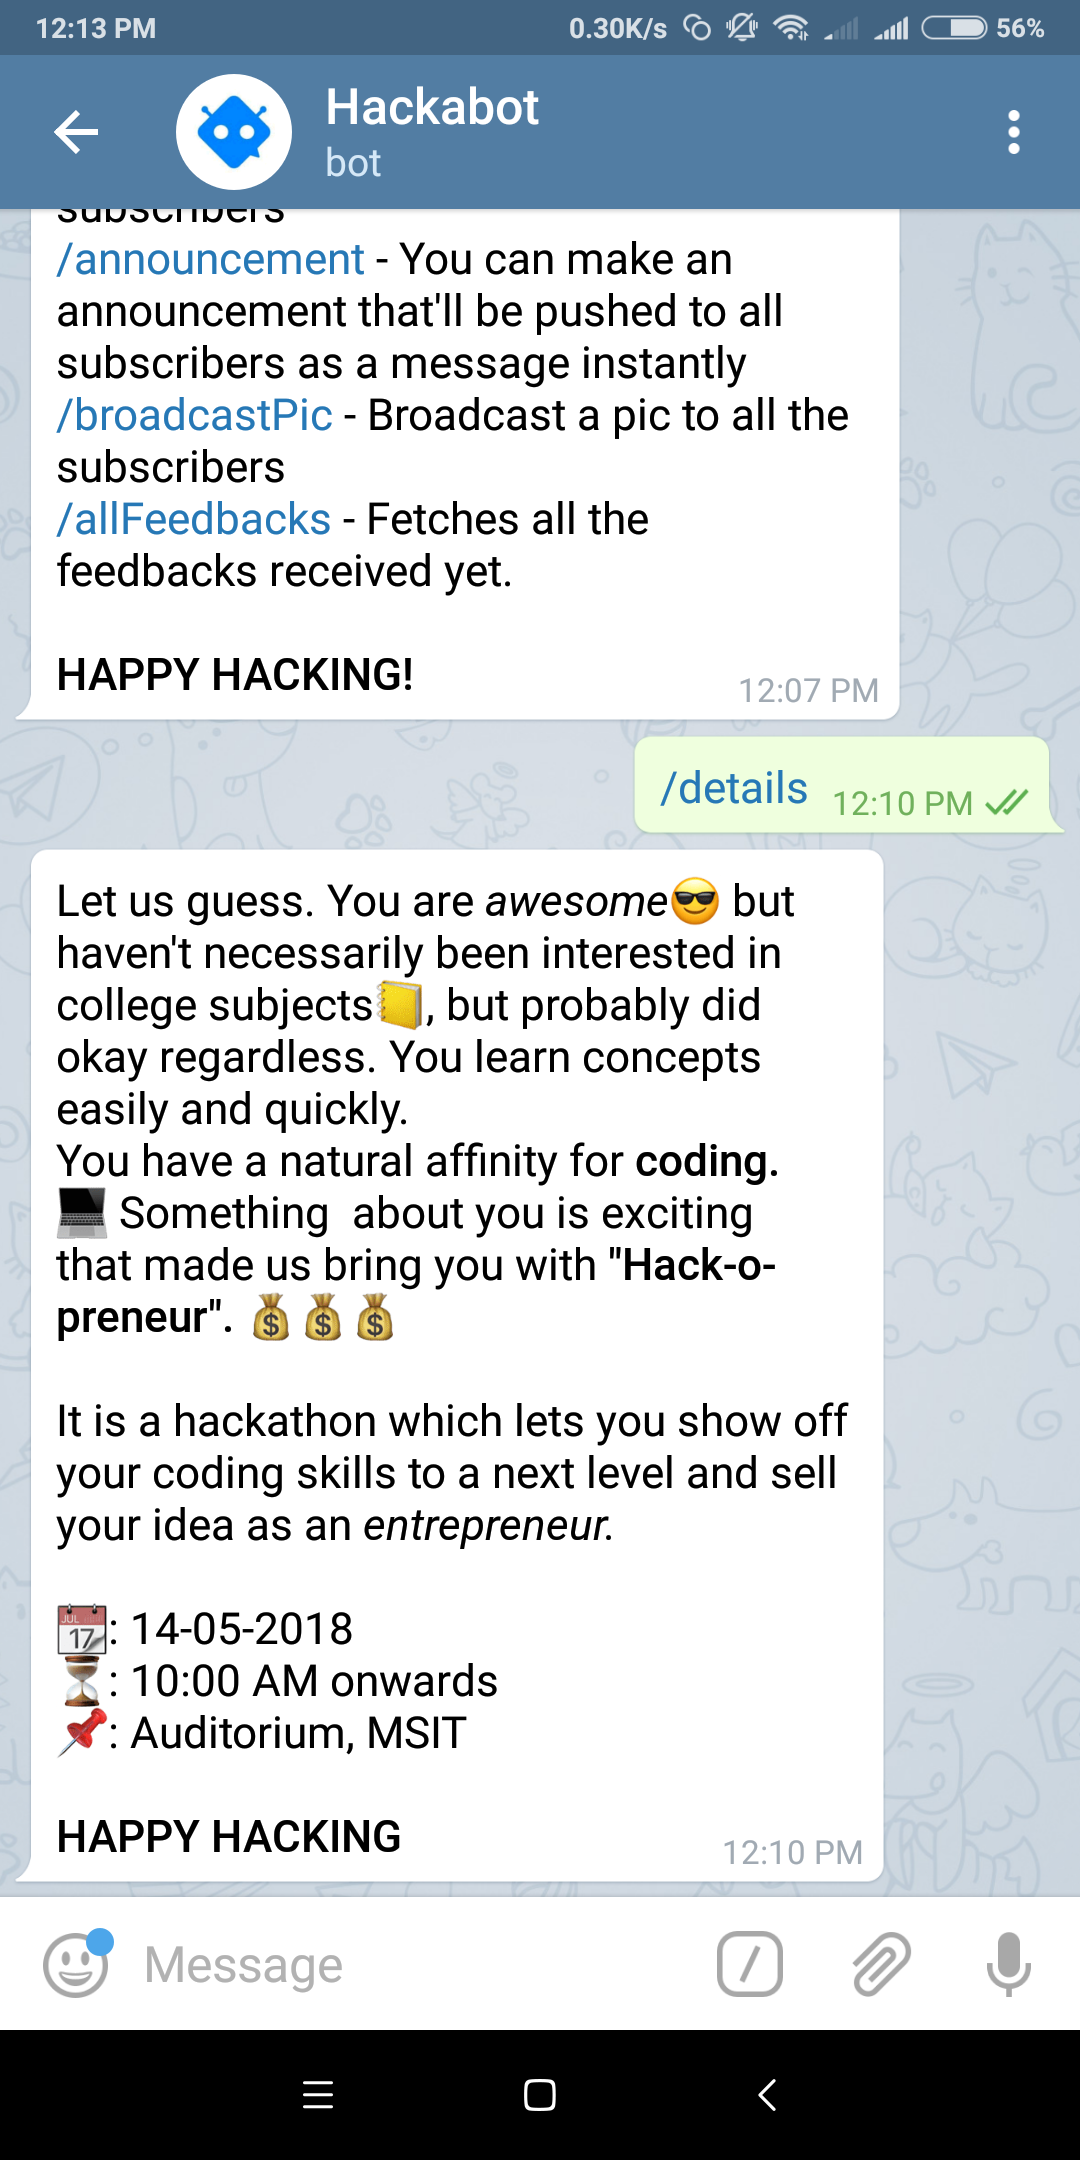 12:13 PM
0.30K/s
56%
Hackabot
bot
subscribers
/announcement - You can make an
announcement that'll be pushed to all
subscribers as a message instantly
/broadcastPic - Broadcast a pic to all the
subscribers
/allFeedbacks - Fetches all the
feedbacks received yet.
HAPPY HACKING!
12:07 PM
/details
12:10 PM
Let us guess. You are awesome😎 but
haven't necessarily been interested in
college subjects📒, but probably did
okay regardless. You learn concepts
easily and quickly.
You have a natural affinity for coding.
💻 Something  about you is exciting
that made us bring you with "Hack-o-
preneur". 💰 💰 💰
It is a hackathon which lets you show off
your coding skills to a next level and sell
your idea as an entrepreneur.
📆: 14-05-2018
⏳: 10:00 AM onwards
📌: Auditorium, MSIT
HAPPY HACKING
12:10 PM
Message